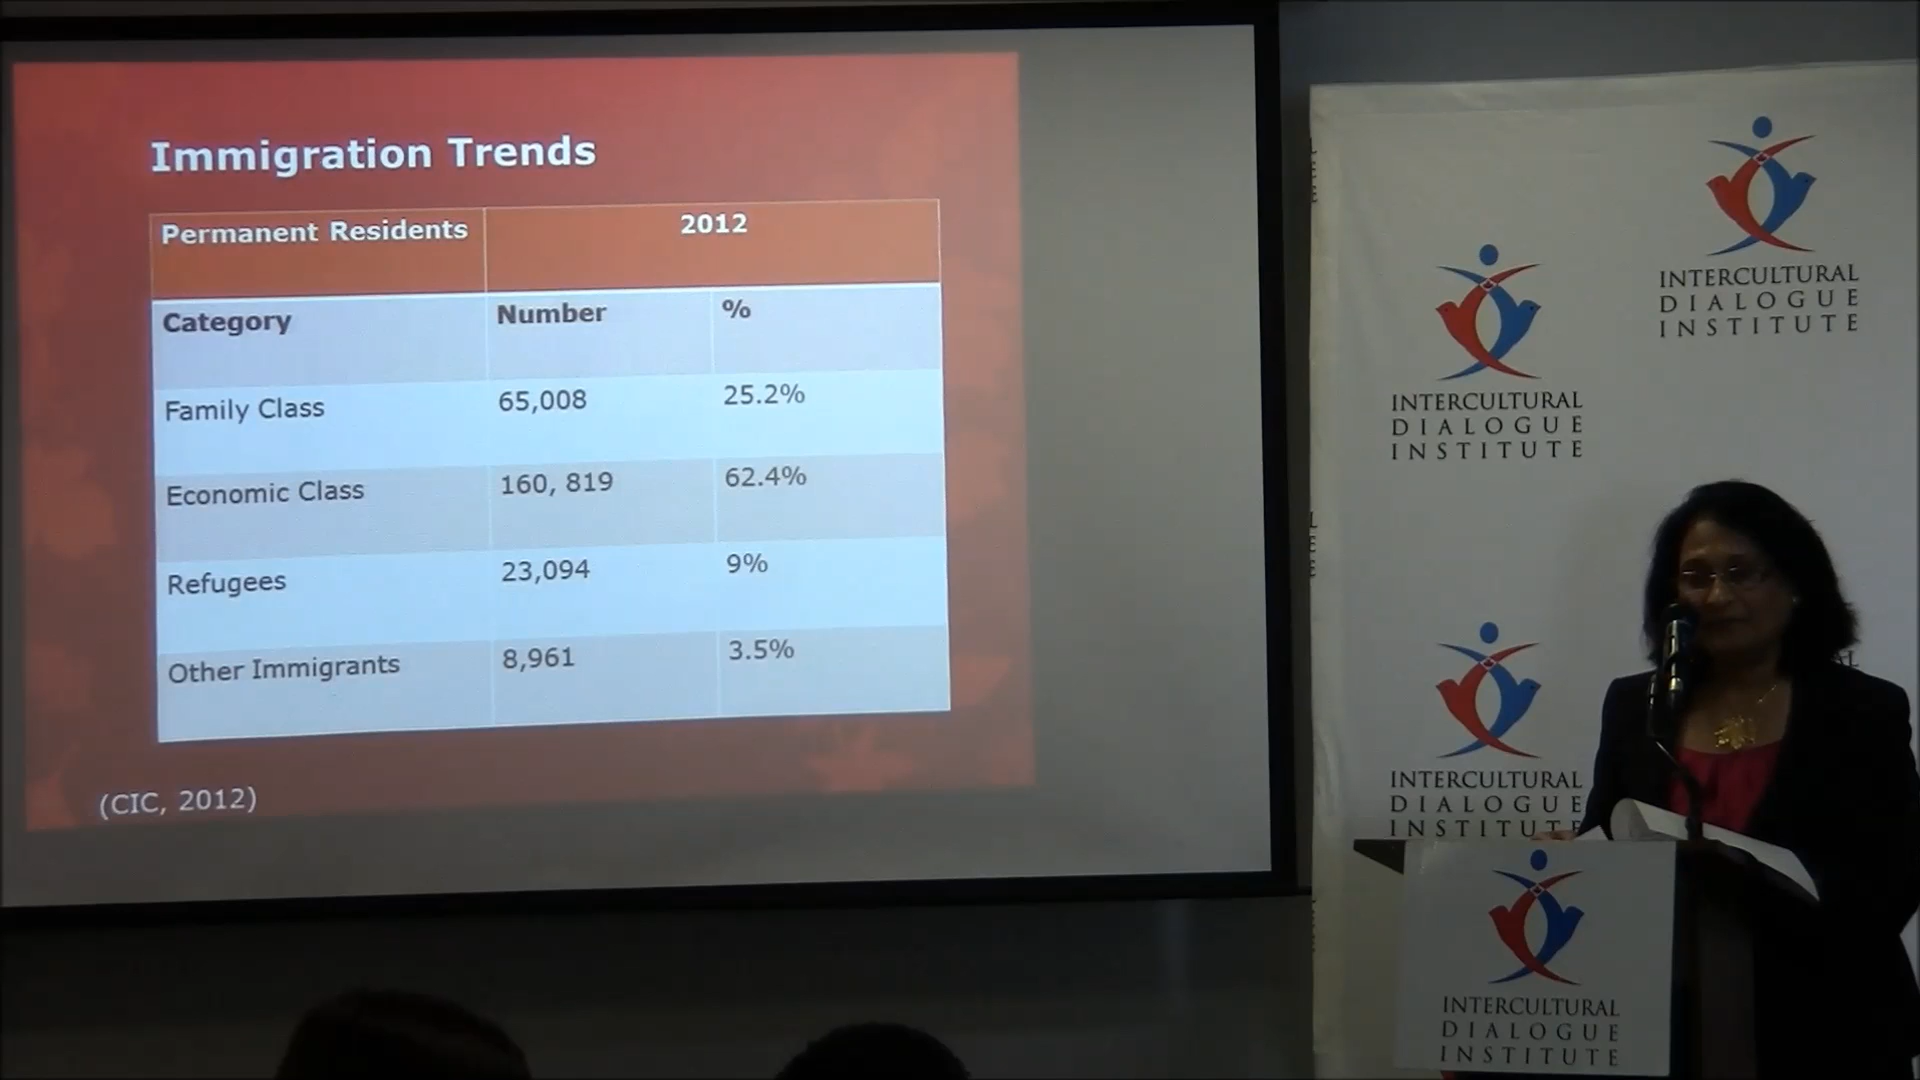 Immigration Trends
Permanent Residents 2012
Category Number %
Family Class 65,008 25.2%
Economic Class 160, 819 62.4%
Refugees 23,094 9%
Other Immigrants 8,961 3.5%
(CIC, 2012)
INTERCULTURAL
DIALOGUE
INSTITUTE
INTERCULTURAL
DIALOGUE
INSTITUTE
INTERCULTURAL
DIALOGUE
INSTITUTE
INTERCULTURAL
DIALOGUE
INSTITUTE